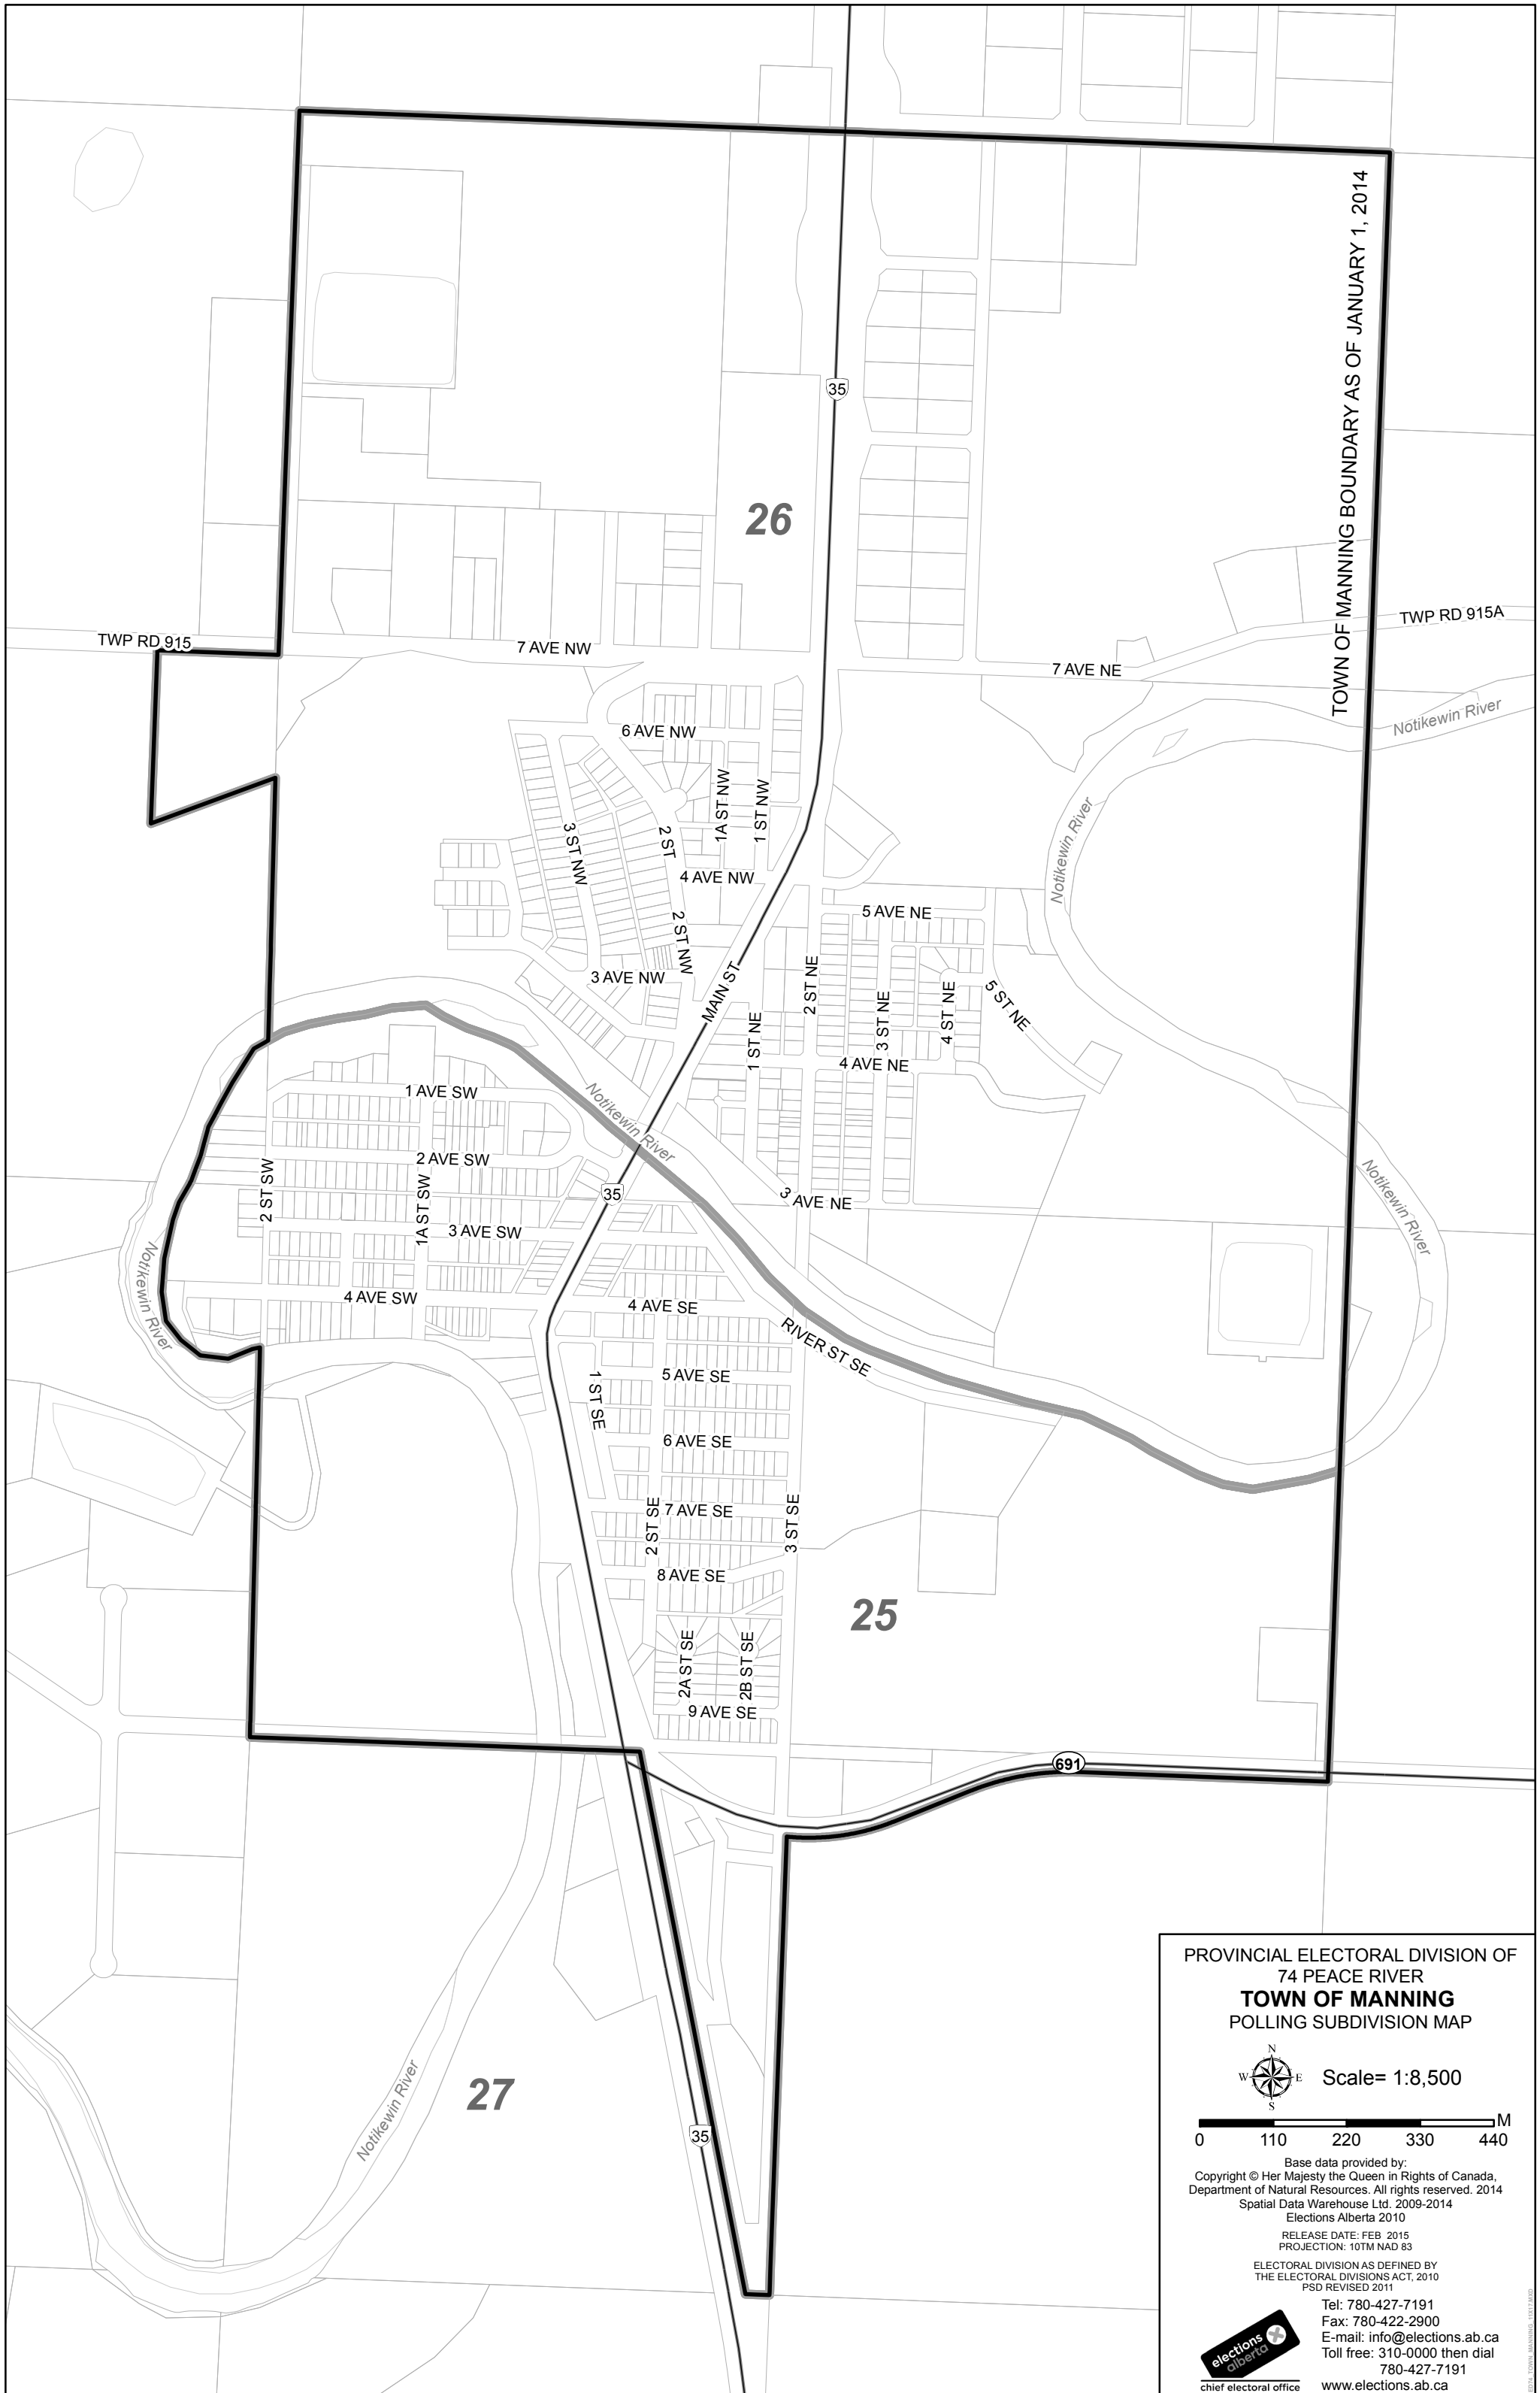 TOWN OF MANNING BOUNDARY AS OF JANUARY 1, 2014
35
26
TWP RD 915
7 AVE NW
7 AVE NE
TWP RD 915A
Notikewin River
6 AVE NW
1A ST NW
1 ST NW
3 ST NW
2 ST
Notikewin River
4 AVE NW
5 AVE NE
2 ST NW
3 AVE NW
MAIN ST
2 ST NE
3 ST NE
4 ST NE
5 ST NE
1 ST NE
4 AVE NE
1 AVE SW
Notikewin River
2 AVE SW
2 ST SW
1A ST SW
35
3 AVE NE
Notikewin River
3 AVE SW
Notikewin River
4 AVE SW
4 AVE SE
RIVER ST SE
1 ST SE
5 AVE SE
6 AVE SE
2 ST SE
7 AVE SE
3 ST SE
8 AVE SE
25
2A ST SE
2B ST SE
9 AVE SE
691
27
Notikewin River
35
PROVINCIAL ELECTORAL DIVISION OF
74 PEACE RIVER
TOWN OF MANNING
POLLING SUBDIVISION MAP
N
W E
S
Scale= 1:8,500
M
0 110 220 330 440
Base data provided by:
Copyright © Her Majesty the Queen in Rights of Canada,
Department of Natural Resources. All rights reserved. 2014
Spatial Data Warehouse Ltd. 2009-2014
Elections Alberta 2010
RELEASE DATE: FEB 2015
PROJECTION: 10TM NAD 83
ELECTORAL DIVISION AS DEFINED BY
THE ELECTORAL DIVISIONS ACT, 2010
PSD REVISED 2011
Tel: 780-427-7191
Fax: 780-422-2900
E-mail: info@elections.ab.ca
Toll free: 310-0000 then dial
780-427-7191
www.elections.ab.ca
elections
alberta
chief electoral office